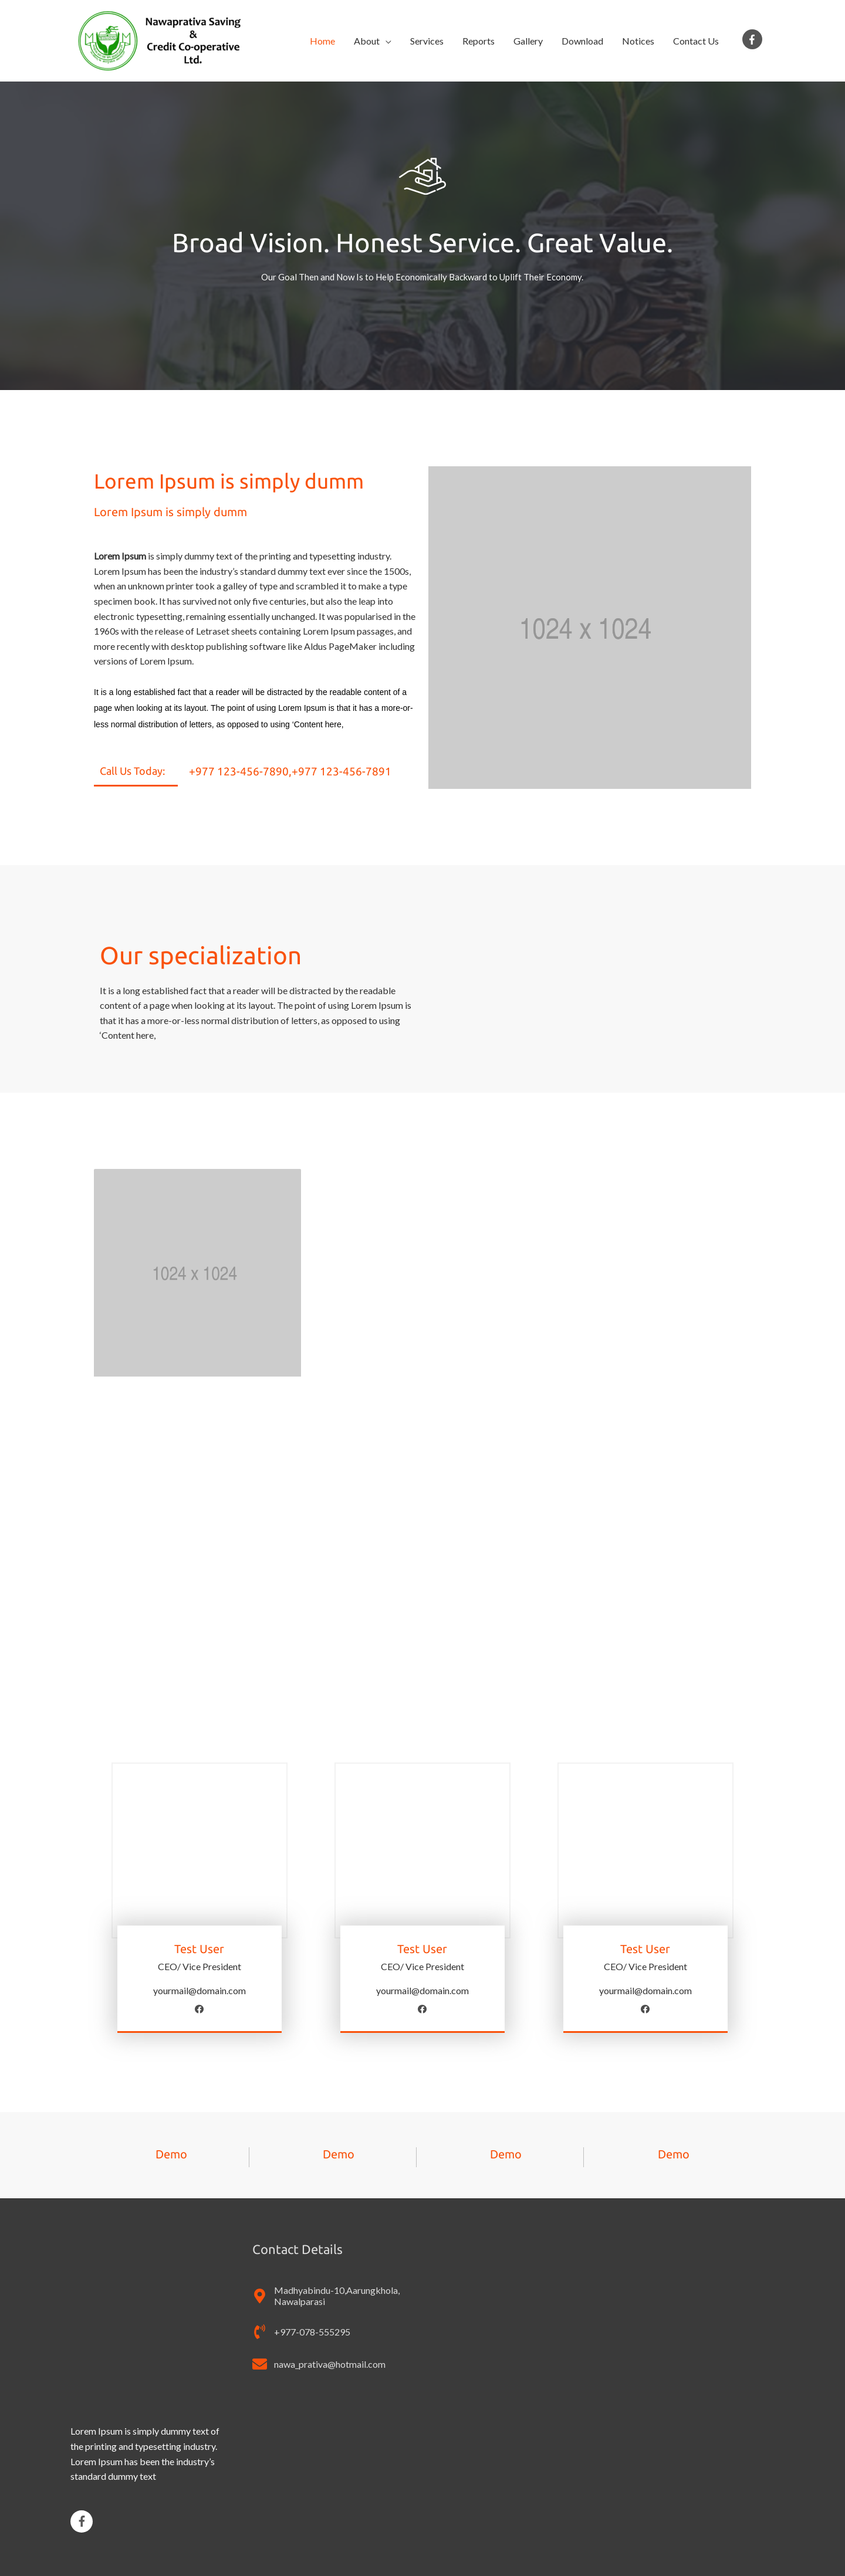 Nawaprativa Saving
&
Credit Co-operative
Ltd.
Home
About
Services
Reports
Gallery
Download
Notices
Contact Us
Broad Vision. Honest Service. Great Value.
Our Goal Then and Now Is to Help Economically Backward to Uplift Their Economy.
Lorem Ipsum is simply dumm
Lorem Ipsum is simply dumm
Lorem Ipsum is simply dummy text of the printing and typesetting industry.
Lorem Ipsum has been the industry’s standard dummy text ever since the 1500s,
when an unknown printer took a galley of type and scrambled it to make a type
specimen book. It has survived not only five centuries, but also the leap into
electronic typesetting, remaining essentially unchanged. It was popularised in the
1960s with the release of Letraset sheets containing Lorem Ipsum passages, and
more recently with desktop publishing software like Aldus PageMaker including
versions of Lorem Ipsum.
It is a long established fact that a reader will be distracted by the readable content of a
page when looking at its layout. The point of using Lorem Ipsum is that it has a more-or-
less normal distribution of letters, as opposed to using ‘Content here,
Call Us Today:
+977 123-456-7890,+977 123-456-7891
1024 x 1024
Our specialization
It is a long established fact that a reader will be distracted by the readable
content of a page when looking at its layout. The point of using Lorem Ipsum is
that it has a more-or-less normal distribution of letters, as opposed to using
‘Content here,
1024 x 1024
Test User
CEO/ Vice President
yourmail@domain.com
Test User
CEO/ Vice President
yourmail@domain.com
Test User
CEO/ Vice President
yourmail@domain.com
Demo
Demo
Demo
Demo
Contact Details
Madhyabindu-10,Aarungkhola,
Nawalparasi
+977-078-555295
nawa_prativa@hotmail.com
Lorem Ipsum is simply dummy text of
the printing and typesetting industry.
Lorem Ipsum has been the industry’s
standard dummy text